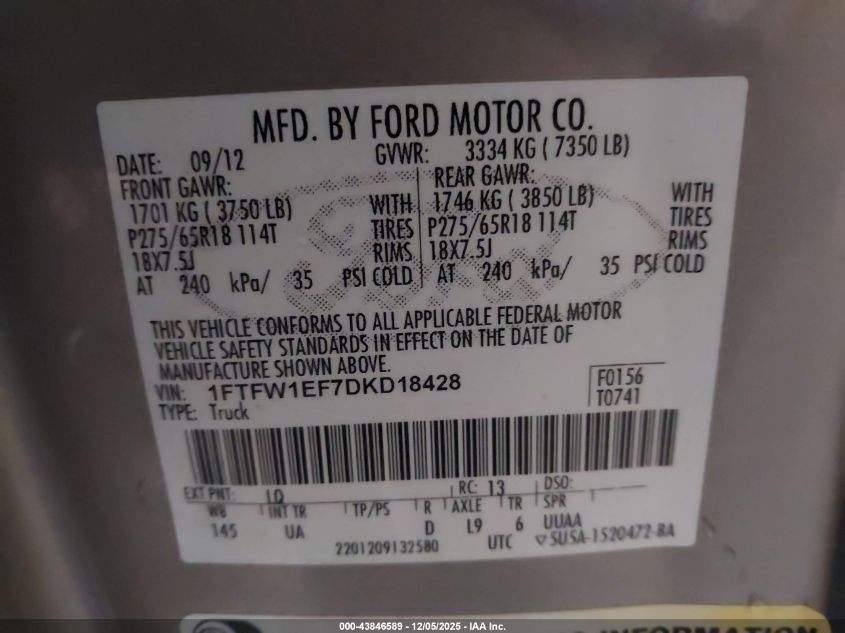 MFD. BY FORD MOTOR CO.
DATE: 09/12 GVWR: 3334 KG ( 7350 LB)
FRONT GAWR: REAR GAWR:
1701 KG ( 3750 LB) WITH 1746 KG ( 3850 LB) WITH
P275/65R18 114T TIRES P275/65R18 114T TIRES
18X7.5J RIMS 18X7.5J RIMS
AT 240 kPa/ 35 PSI COLD AT 240 kPa/ 35 PSI COLD
THIS VEHICLE CONFORMS TO ALL APPLICABLE FEDERAL MOTOR
VEHICLE SAFETY STANDARDS IN EFFECT ON THE DATE OF
MANUFACTURE SHOWN ABOVE.
VIN: 1FTFW1EF7DKD18428 F0156
TYPE: Truck T0741
EXT PNT: RC: 13 DSO:
WB INT TR TP/PS R AXLE TR SPR
145 UA D L9 6 UUAA
2201209132580 UTC ▽5U5A-1520472-BA
INFORMATION
000-43846589 - 12/05/2025 - IAA Inc.